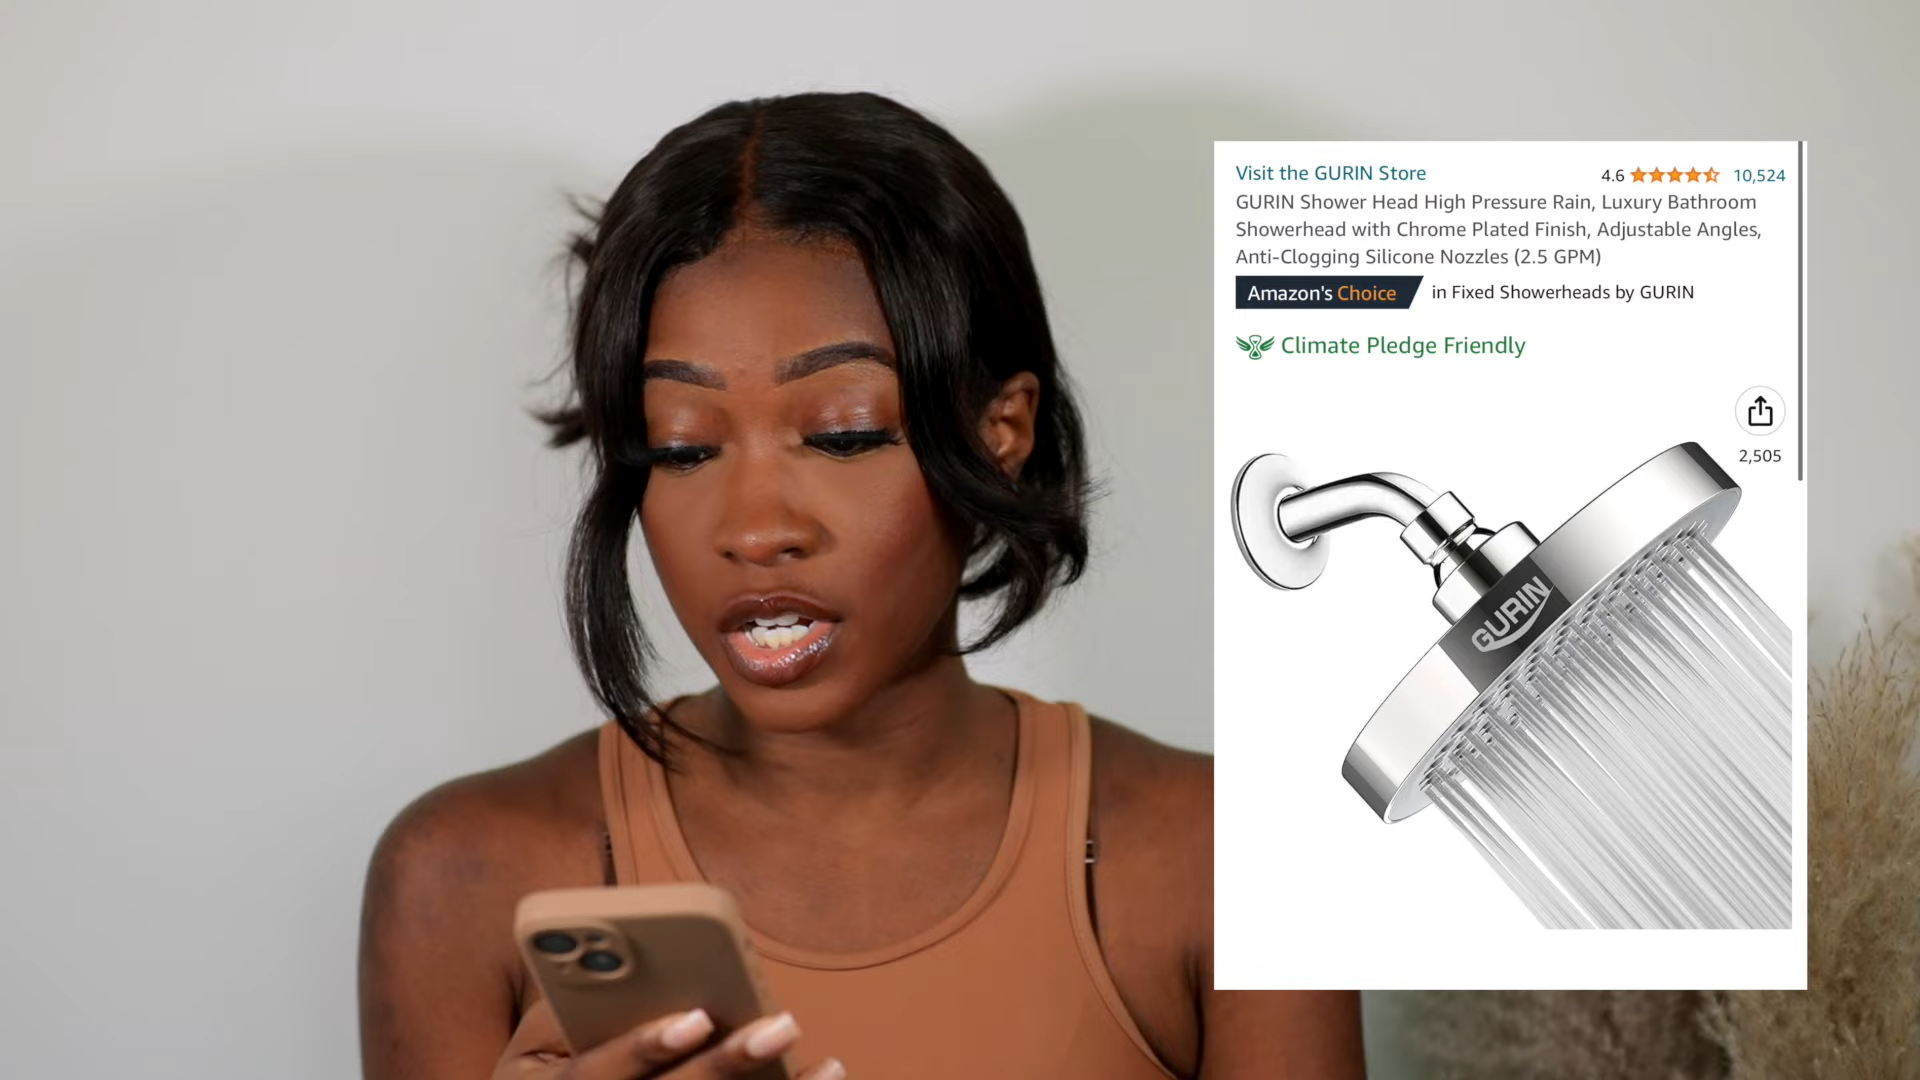 Visit the GURIN Store 4.6 10,524
GURIN Shower Head High Pressure Rain, Luxury Bathroom
Showerhead with Chrome Plated Finish, Adjustable Angles,
Anti-Clogging Silicone Nozzles (2.5 GPM)
Amazon's Choice in Fixed Showerheads by GURIN
Climate Pledge Friendly
2,505
GURIN